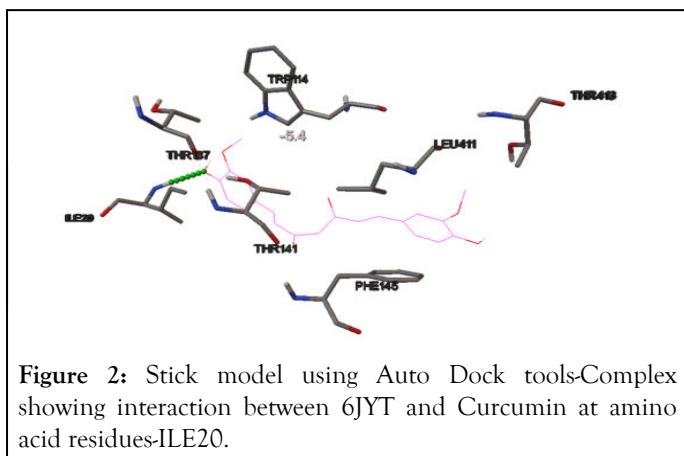 TRP114
THR413
-5.4
LEU411
ILE20
THR141
PHE145
Figure 2: Stick model using Auto Dock tools-Complex
showing interaction between 6JYT and Curcumin at amino
acid residues-ILE20.